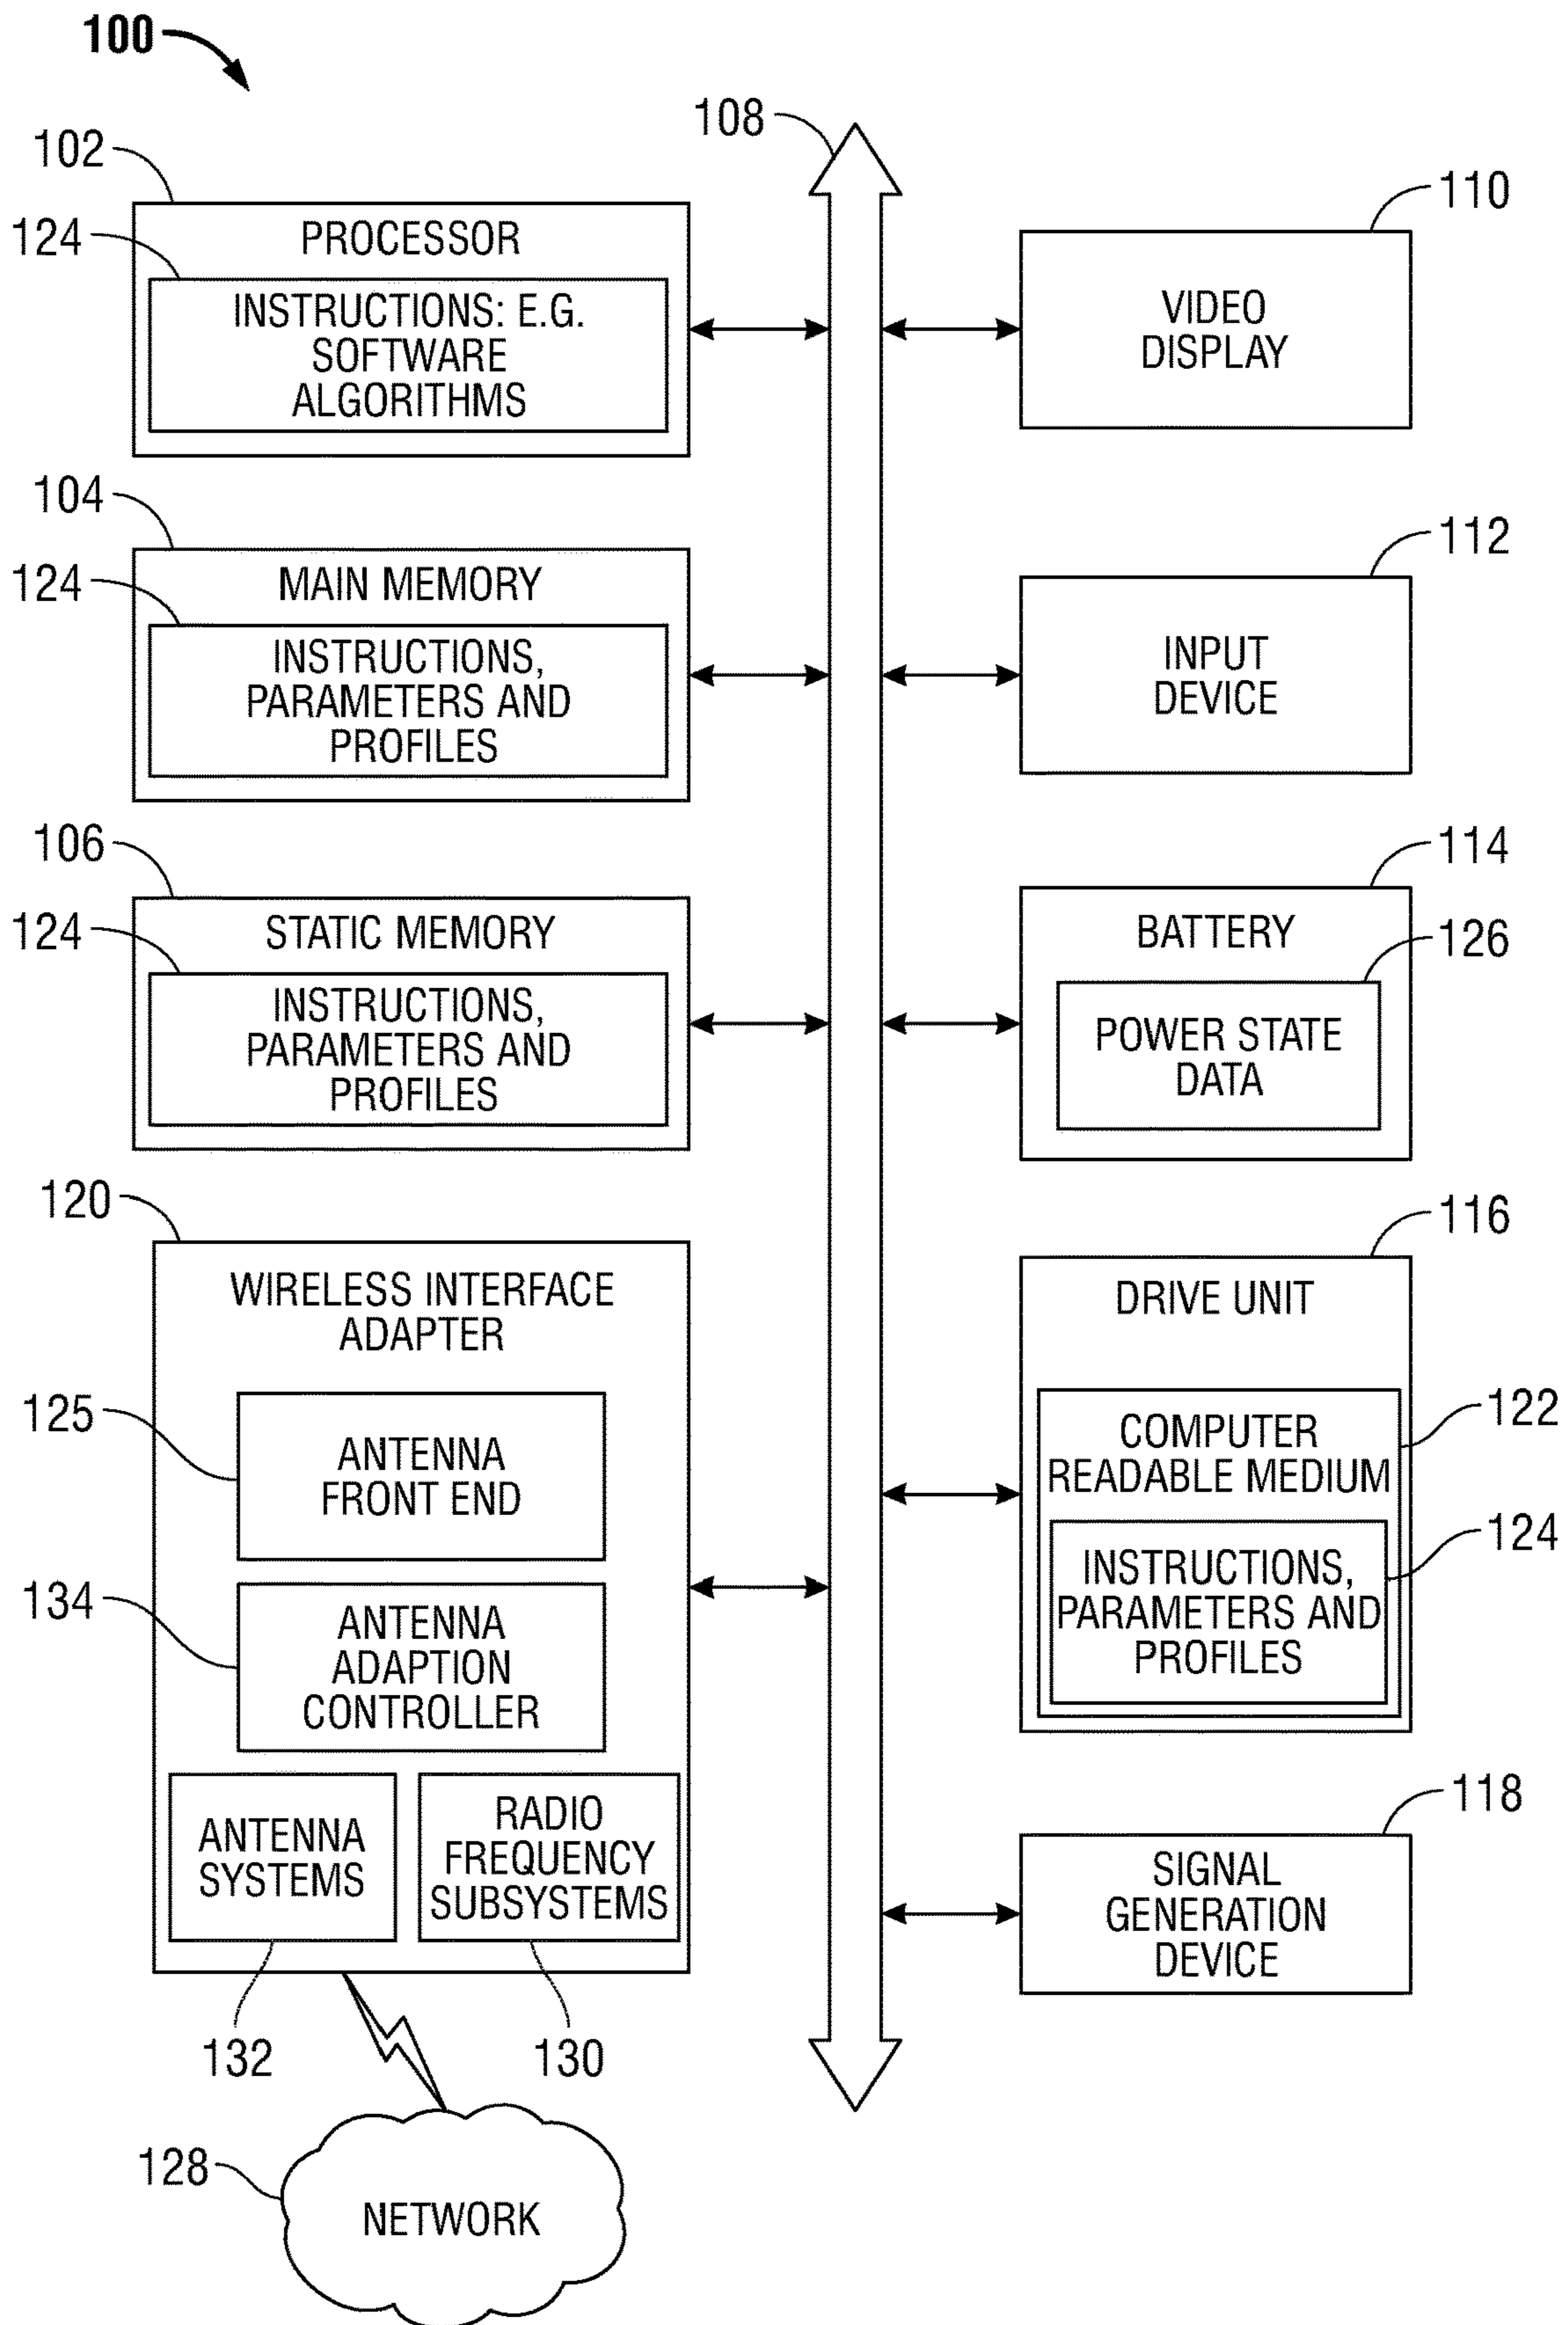 100
108
102
124
PROCESSOR
INSTRUCTIONS: E.G.
SOFTWARE
ALGORITHMS
110
VIDEO
DISPLAY
104
124
MAIN MEMORY
INSTRUCTIONS,
PARAMETERS AND
PROFILES
112
INPUT
DEVICE
106
124
STATIC MEMORY
INSTRUCTIONS,
PARAMETERS AND
PROFILES
114
BATTERY
126
POWER STATE
DATA
120
WIRELESS INTERFACE
ADAPTER
125
ANTENNA
FRONT END
134
ANTENNA
ADAPTION
CONTROLLER
ANTENNA
SYSTEMS
RADIO
FREQUENCY
SUBSYSTEMS
132
130
116
DRIVE UNIT
122
COMPUTER
READABLE MEDIUM
124
INSTRUCTIONS,
PARAMETERS AND
PROFILES
118
SIGNAL
GENERATION
DEVICE
128
NETWORK